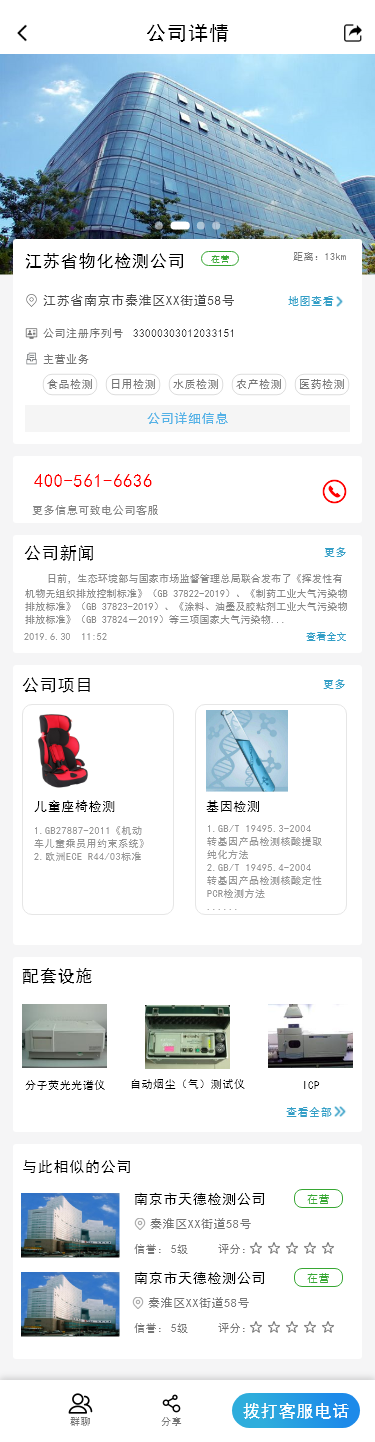 公司详情
江苏省物化检测公司
在营
距离：13km
江苏省南京市秦淮区XX街道58号
地图查看
公司注册序列号 33000303012033151
主营业务
食品检测 日用检测 水质检测 农产检测 医药检测
公司详细信息
400-561-6636
更多信息可致电公司客服
公司新闻
更多
日前，生态环境部与国家市场监督管理总局联合发布了《挥发性有
机物无组织排放控制标准》（GB 37822-2019）、《制药工业大气污染物
排放标准》（GB 37823-2019）、《涂料、油墨及胶粘剂工业大气污染物
排放标准》（GB 37824—2019）等三项国家大气污染物...
2019.6.30 11:52
查看全文
公司项目
更多
儿童座椅检测
1.GB27887-2011《机动
车儿童乘员用约束系统》
2.欧洲ECE R44/03标准
基因检测
1.GB/T 19495.3-2004
转基因产品检测核酸提取
纯化方法
2.GB/T 19495.4-2004
转基因产品检测核酸定性
PCR检测方法
......
配套设施
分子荧光光谱仪
自动烟尘（气）测试仪
ICP
查看全部
与此相似的公司
南京市天德检测公司
在营
秦淮区XX街道58号
信誉： 5级
评分：
南京市天德检测公司
在营
秦淮区XX街道58号
信誉： 5级
评分：
群聊
分享
拨打客服电话